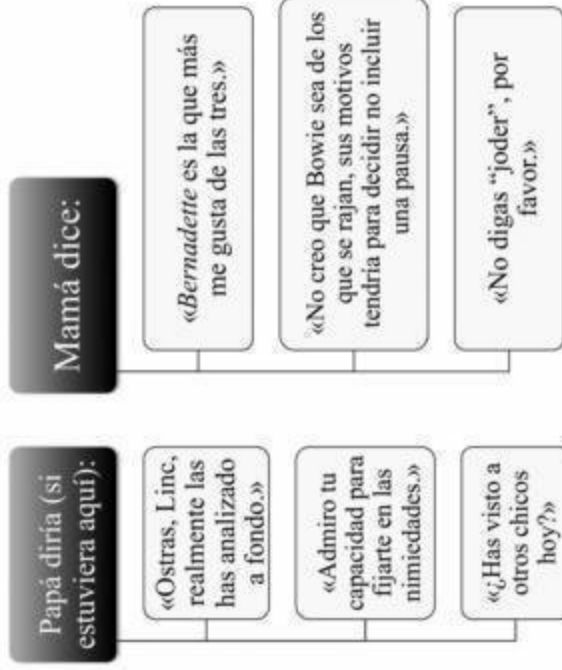 Papá diría (si
estuviera aquí):
«Ostras, Linc,
realmente las
has analizado
a fondo.»
«Admiro tu
capacidad para
fijarte en las
nimiedades.»
«¿Has visto a
otros chicos
hoy?»
Mamá dice:
«Bernadette es la que más
me gusta de las tres.»
«No creo que Bowie sea de los
que se rajan, sus motivos
tendría para decidir no incluir
una pausa.»
«No digas “joder”, por
favor.»